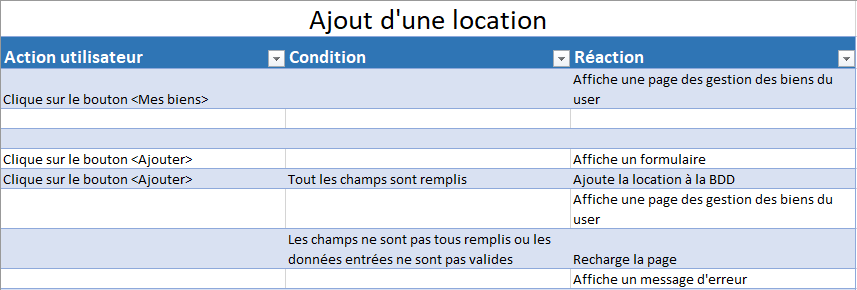 Ajout d'une location
Action utilisateur Condition Réaction
Affiche une page des gestion des biens du
Clique sur le bouton <Mes biens> user
Clique sur le bouton <Ajouter> Affiche un formulaire
Clique sur le bouton <Ajouter> Tout les champs sont remplis Ajoute la location à la BDD
Affiche une page des gestion des biens du
user
Les champs ne sont pas tous remplis ou les
données entrées ne sont pas valides Recharge la page
Affiche un message d'erreur